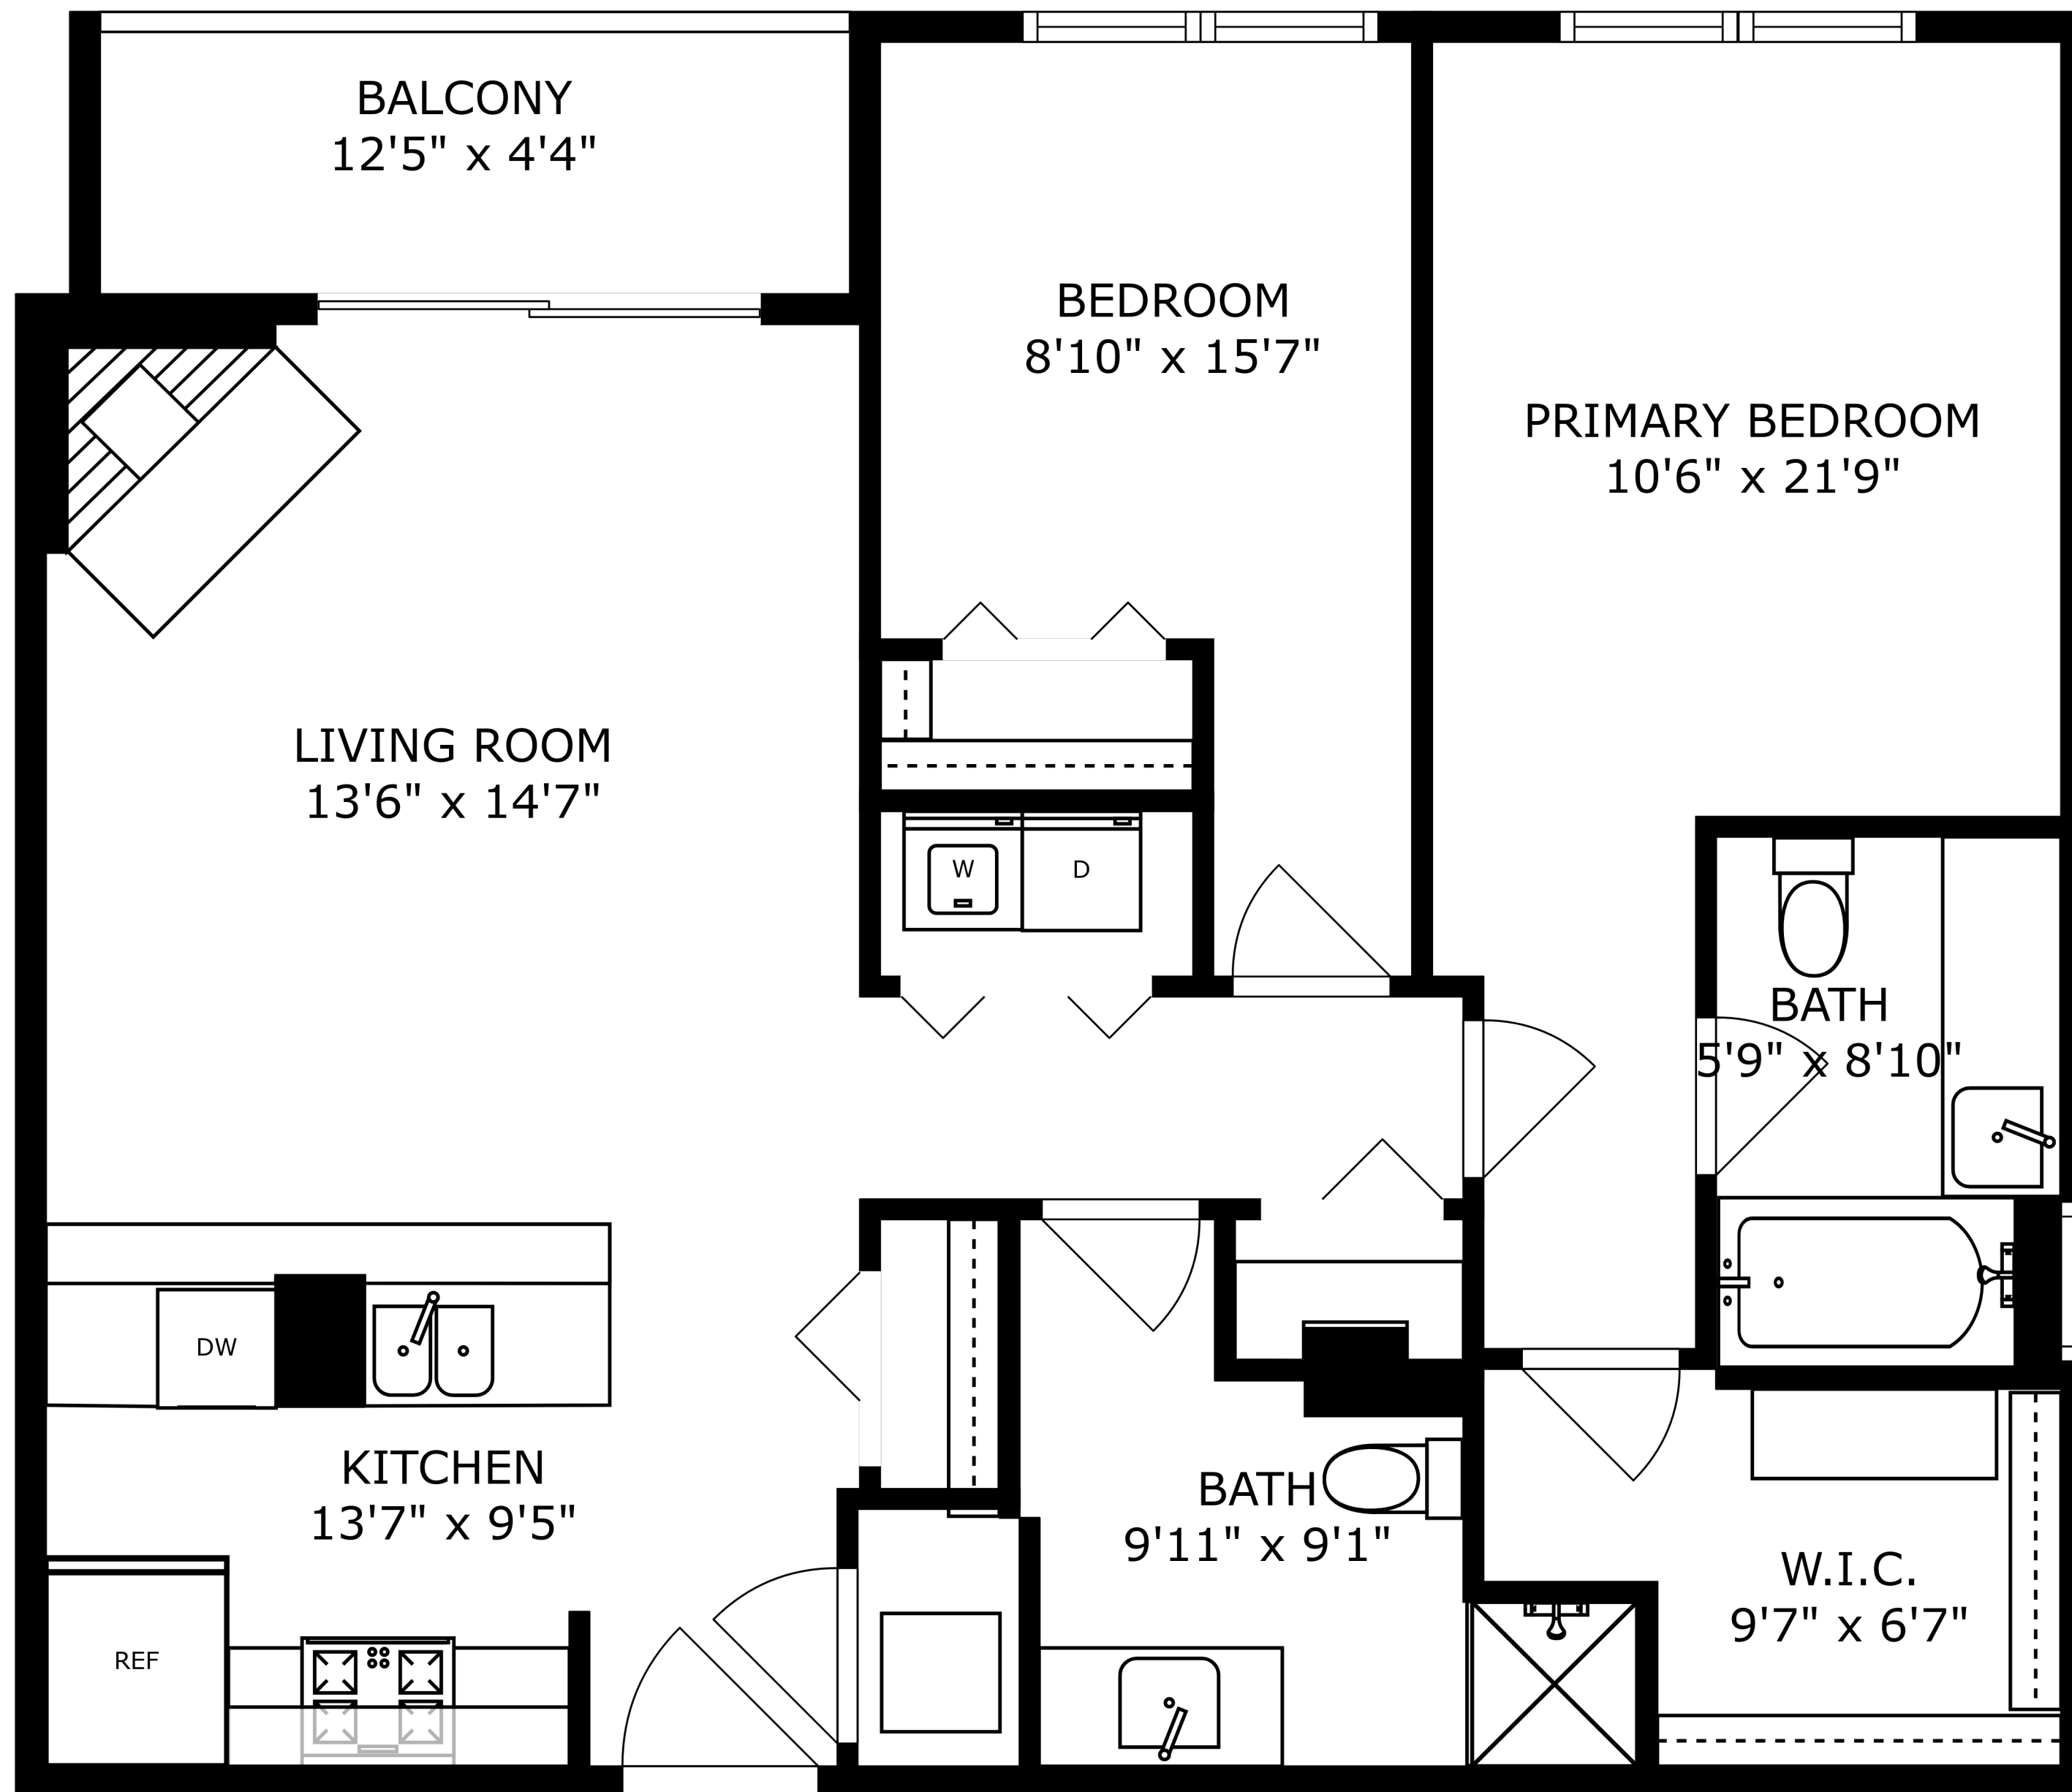 BALCONY
12'5" x 4'4"
BEDROOM
8'10" x 15'7"
PRIMARY BEDROOM
10'6" x 21'9"
LIVING ROOM
13'6" x 14'7"
W
D
BATH
5'9" x 8'10"
DW
KITCHEN
13'7" x 9'5"
BATH
9'11" x 9'1"
W.I.C.
9'7" x 6'7"
REF